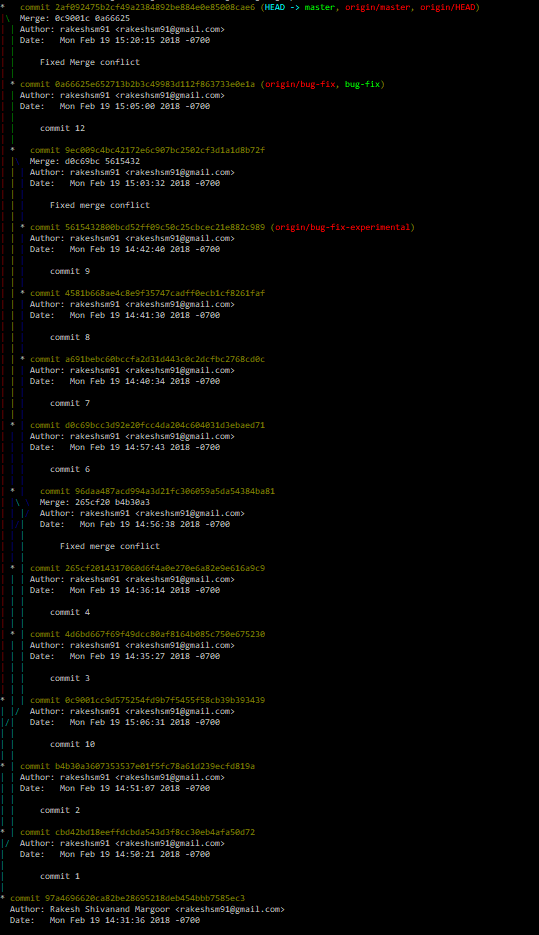 * commit 2af092475b2cf49a2384892be884e0e85008cae6 (HEAD -> master, origin/master, origin/HEAD)
|\ Merge: 0c9001c 0a66625
| | Author: rakeshsm91 <rakeshsm91@gmail.com>
| | Date: Mon Feb 19 15:20:15 2018 -0700
| |
| | Fixed Merge conflict
| |
| * commit 0a66625e652713b2b3c49983d112f863733e0e1a (origin/bug-fix, bug-fix)
| | Author: rakeshsm91 <rakeshsm91@gmail.com>
| | Date: Mon Feb 19 15:05:00 2018 -0700
| |
| | commit 12
| |
| * commit 9ec009c4bc42172e6c907bc2502cf3d1a1d8b72f
| | Merge: d0c69bc 5615432
| | | Author: rakeshsm91 <rakeshsm91@gmail.com>
| | | Date: Mon Feb 19 15:03:32 2018 -0700
| | |
| | | Fixed merge conflict
| | |
| | * commit 5615432800bcd52ff09c50c25cbcec21e882c989 (origin/bug-fix-experimental)
| | | Author: rakeshsm91 <rakeshsm91@gmail.com>
| | | Date: Mon Feb 19 14:42:40 2018 -0700
| | |
| | | commit 9
| | |
| | * commit 4581b668ae4c8e9f35747cadff0ecb1cf8261faf
| | | Author: rakeshsm91 <rakeshsm91@gmail.com>
| | | Date: Mon Feb 19 14:41:30 2018 -0700
| | |
| | | commit 8
| | |
| | * commit a691bebc60bccfa2d31d443c0c2dcfbc2768cd0c
| | | Author: rakeshsm91 <rakeshsm91@gmail.com>
| | | Date: Mon Feb 19 14:40:34 2018 -0700
| | |
| | | commit 7
| | |
| * | commit d0c69bcc3d92e20fcc4da204c604031d3ebaed71
| | | Author: rakeshsm91 <rakeshsm91@gmail.com>
| | | Date: Mon Feb 19 14:57:43 2018 -0700
| | |
| | | commit 6
| | |
| * | commit 96daa487acd994a3d21fc306059a5da54384ba81
| |\ Merge: 265cf20 b4b30a3
| | | Author: rakeshsm91 <rakeshsm91@gmail.com>
| | | Date: Mon Feb 19 14:56:38 2018 -0700
| | |
| | | Fixed merge conflict
| | |
| * | commit 265cf2014317060d6f4a0e270e6a82e9e616a9c9
| | | Author: rakeshsm91 <rakeshsm91@gmail.com>
| | | Date: Mon Feb 19 14:36:14 2018 -0700
| | |
| | | commit 4
| | |
| * | commit 4d6bd667f69f49dcc80af8164b085c750e675230
| | | Author: rakeshsm91 <rakeshsm91@gmail.com>
| | | Date: Mon Feb 19 14:35:27 2018 -0700
| | |
| | | commit 3
| | |
* | | commit 0c9001cc9d575254fd9b7f5455f58cb39b393439
| |/ Author: rakeshsm91 <rakeshsm91@gmail.com>
|/| Date: Mon Feb 19 15:06:31 2018 -0700
| |
| | commit 10
| |
* | commit b4b30a3607353537e01f5fc78a61d239ecfd819a
| | Author: rakeshsm91 <rakeshsm91@gmail.com>
| | Date: Mon Feb 19 14:51:07 2018 -0700
| |
| | commit 2
| |
* | commit cbd42bd18eeffdcbda543d3f8cc30eb4afa50d72
|/ Author: rakeshsm91 <rakeshsm91@gmail.com>
| Date: Mon Feb 19 14:50:21 2018 -0700
|
| commit 1
|
* commit 97a4696620ca82be28695218deb454bbb7585ec3
Author: Rakesh Shivanand Margoor <rakeshsm91@gmail.com>
Date: Mon Feb 19 14:31:36 2018 -0700